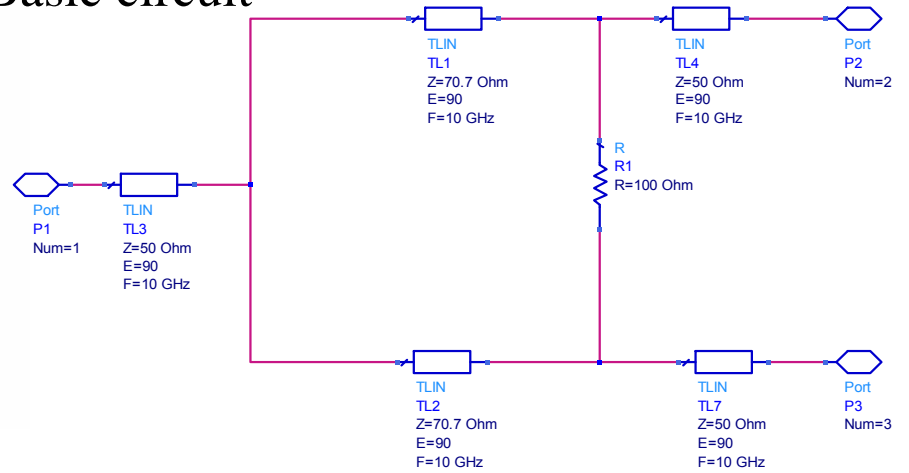 Basic circuit
TLIN
TL1
Z=70.7 Ohm
E=90
F=10 GHz
TLIN
TL4
Z=50 Ohm
E=90
F=10 GHz
Port
P2
Num=2
R
R1
R=100 Ohm
Port
P1
Num=1
TLIN
TL3
Z=50 Ohm
E=90
F=10 GHz
TLIN
TL2
Z=70.7 Ohm
E=90
F=10 GHz
TLIN
TL7
Z=50 Ohm
E=90
F=10 GHz
Port
P3
Num=3